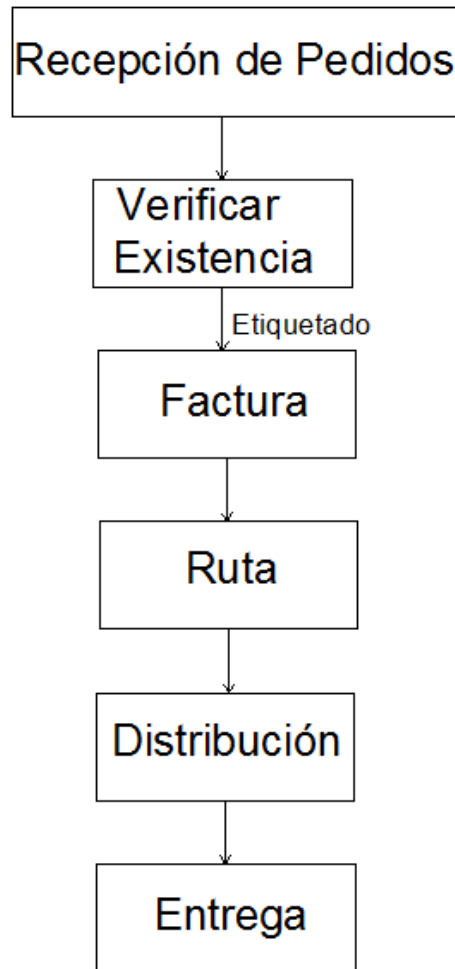 Recepción de Pedidos
Verificar
Existencia
Etiquetado
Factura
Ruta
Distribución
Entrega